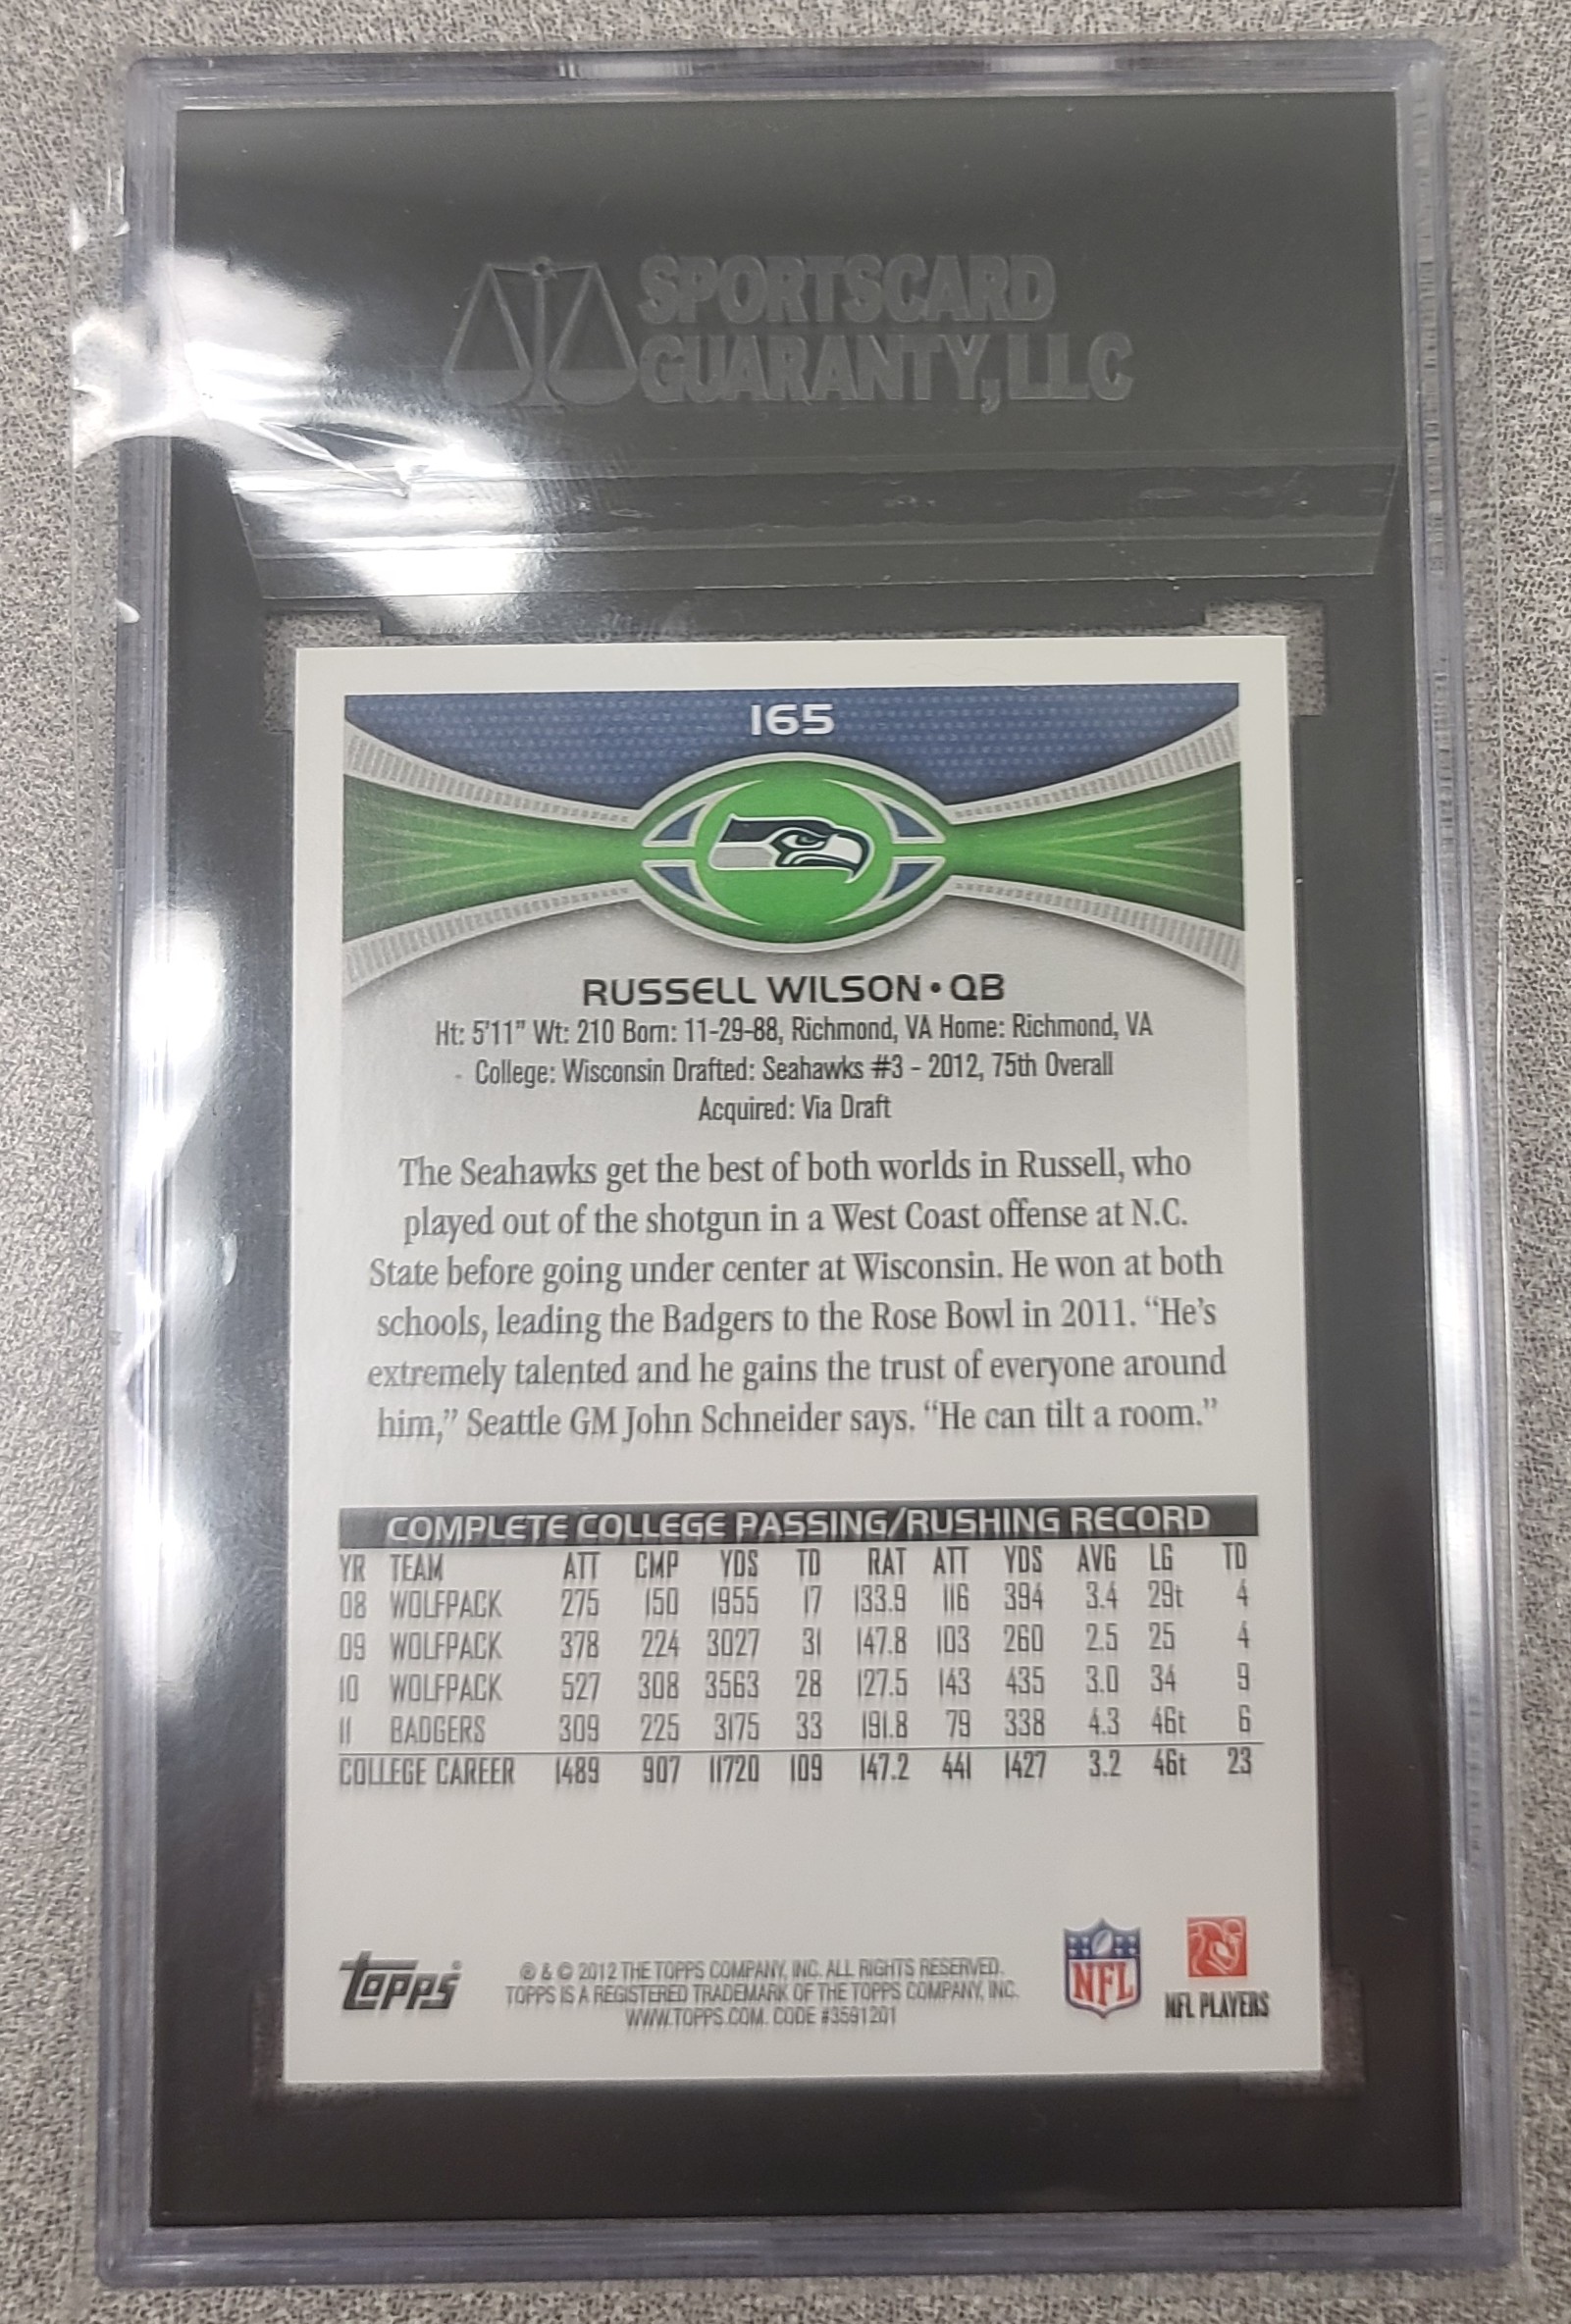 SPORTSCARD
GUARANTY, LLC
165
RUSSELL WILSON • QB
Ht: 5'11" Wt: 210 Born: 11-29-88, Richmond, VA Home: Richmond, VA
College: Wisconsin Drafted: Seahawks #3 - 2012, 75th Overall
Acquired: Via Draft
The Seahawks get the best of both worlds in Russell, who
played out of the shotgun in a West Coast offense at N.C.
State before going under center at Wisconsin. He won at both
schools, leading the Badgers to the Rose Bowl in 2011. “He’s
extremely talented and he gains the trust of everyone around
him,” Seattle GM John Schneider says. “He can tilt a room.”
COMPLETE COLLEGE PASSING/RUSHING RECORD
YR TEAM ATT CMP YDS TD RAT ATT YDS AVG LG TD
08 WOLFPACK 275 150 1955 17 133.9 116 394 3.4 29t 4
09 WOLFPACK 378 224 3027 31 147.8 103 260 2.5 25 4
10 WOLFPACK 527 308 3563 28 127.5 143 435 3.0 34 9
11 BADGERS 309 225 3175 33 191.8 79 338 4.3 46t 6
COLLEGE CAREER 1489 907 11720 109 147.2 441 1427 3.2 46t 23
topps®
® & © 2012 THE TOPPS COMPANY, INC. ALL RIGHTS RESERVED.
TOPPS IS A REGISTERED TRADEMARK OF THE TOPPS COMPANY, INC.
WWW.TOPPS.COM. CODE #3591201
NFL
NFL PLAYERS